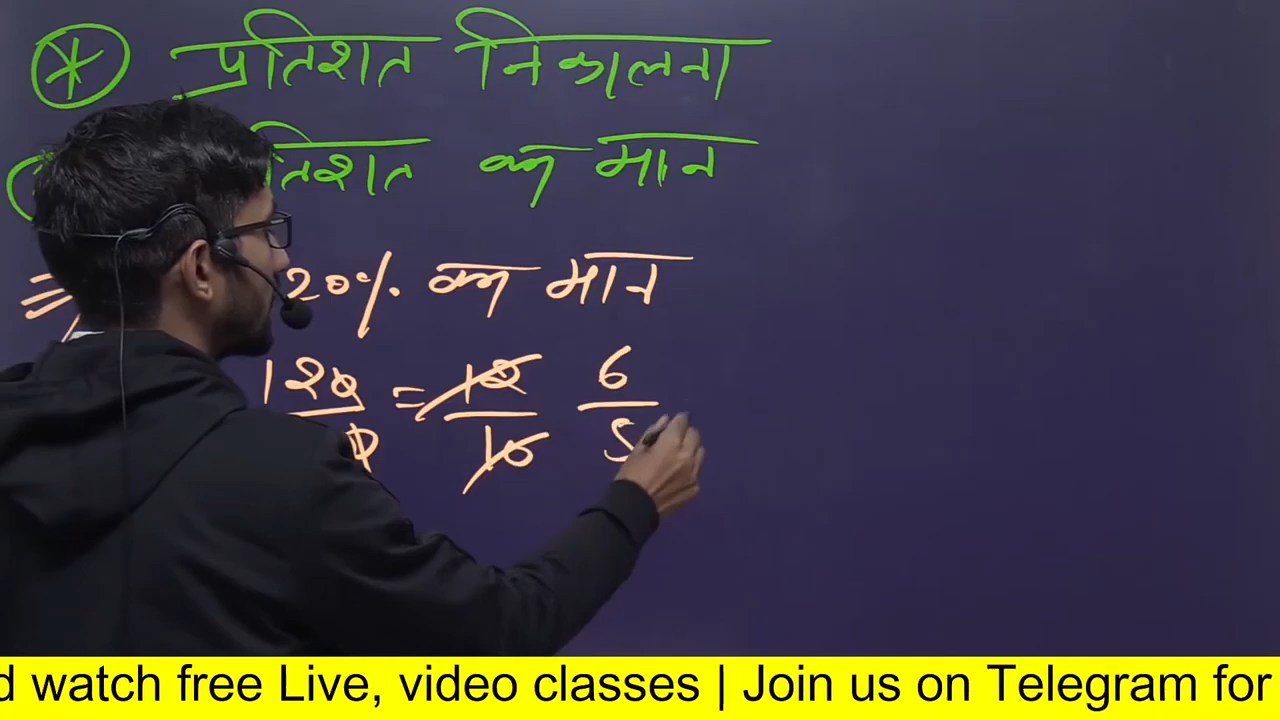 प्रतिशत निकालना
का मान
20% का मान
120 = 12 6
10 5
d watch free Live, video classes | Join us on Telegram for